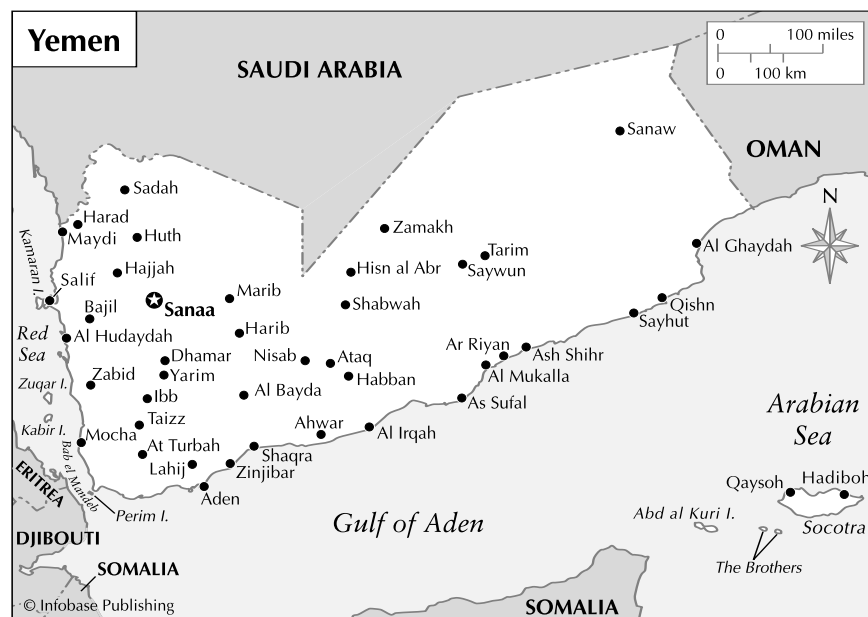 Yemen
0 100 miles
0 100 km
SAUDI ARABIA
OMAN
N
Sanaw
Sadah
Harad
Maydi
Huth
Zamakh
Tarim
Saywun
Al Ghaydah
Kamaran I.
Salif
Hajjah
Hisn al Abr
Sanaa
Marib
Shabwah
Bajil
Qishn
Sayhut
Red
Sea
Al Hudaydah
Harib
Dhamar
Nisab
Ataq
Ar Riyan
Ash Shihr
Yarim
Habban
Al Mukalla
Zuqar I.
Zabid
Ibb
Al Bayda
As Sufal
Arabian
Sea
Kabir I.
Taizz
Ahwar
Al Irqah
Mocha
At Turbah
Shaqra
Bab el Mandeb
Lahij
Zinjibar
ERITREA
Aden
Perim I.
Qaysoh
Hadiboh
Socotra
Gulf of Aden
Abd al Kuri I.
DJIBOUTI
The Brothers
SOMALIA
SOMALIA
© Infobase Publishing